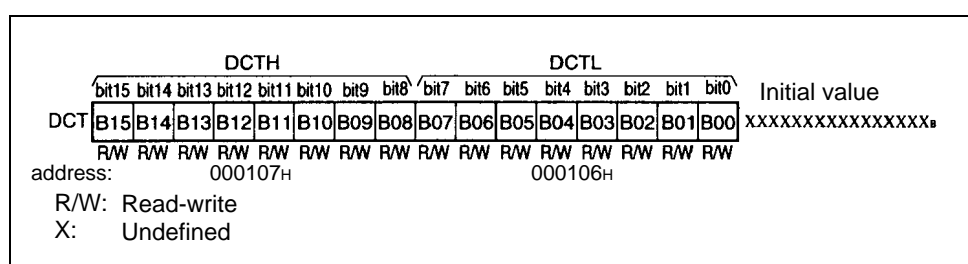 DCTH DCTL
bit15 bit14 bit13 bit12 bit11 bit10 bit9 bit8 bit7 bit6 bit5 bit4 bit3 bit2 bit1 bit0 Initial value
DCT B15 B14 B13 B12 B11 B10 B09 B08 B07 B06 B05 B04 B03 B02 B01 B00 XXXXXXXXXXXXXXXXB
R/W R/W R/W R/W R/W R/W R/W R/W R/W R/W R/W R/W R/W R/W R/W R/W
address: 000107H 000106H
R/W: Read-write
X: Undefined